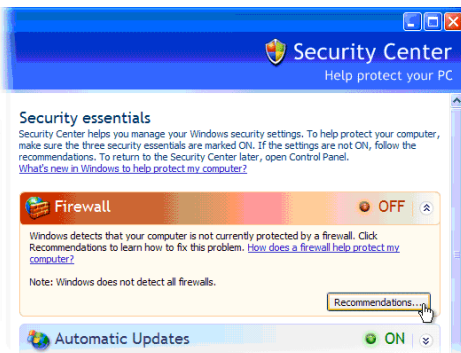 Security Center
Help protect your PC
Security essentials
Security Center helps you manage your Windows security settings. To help protect your computer,
make sure the three security essentials are marked ON. If the settings are not ON, follow the
recommendations. To return to the Security Center later, open Control Panel.
What's new in Windows to help protect my computer?
Firewall OFF
Windows detects that your computer is not currently protected by a firewall. Click
Recommendations to learn how to fix this problem. How does a firewall help protect my
computer?
Note: Windows does not detect all firewalls.
Recommendations...
Automatic Updates ON